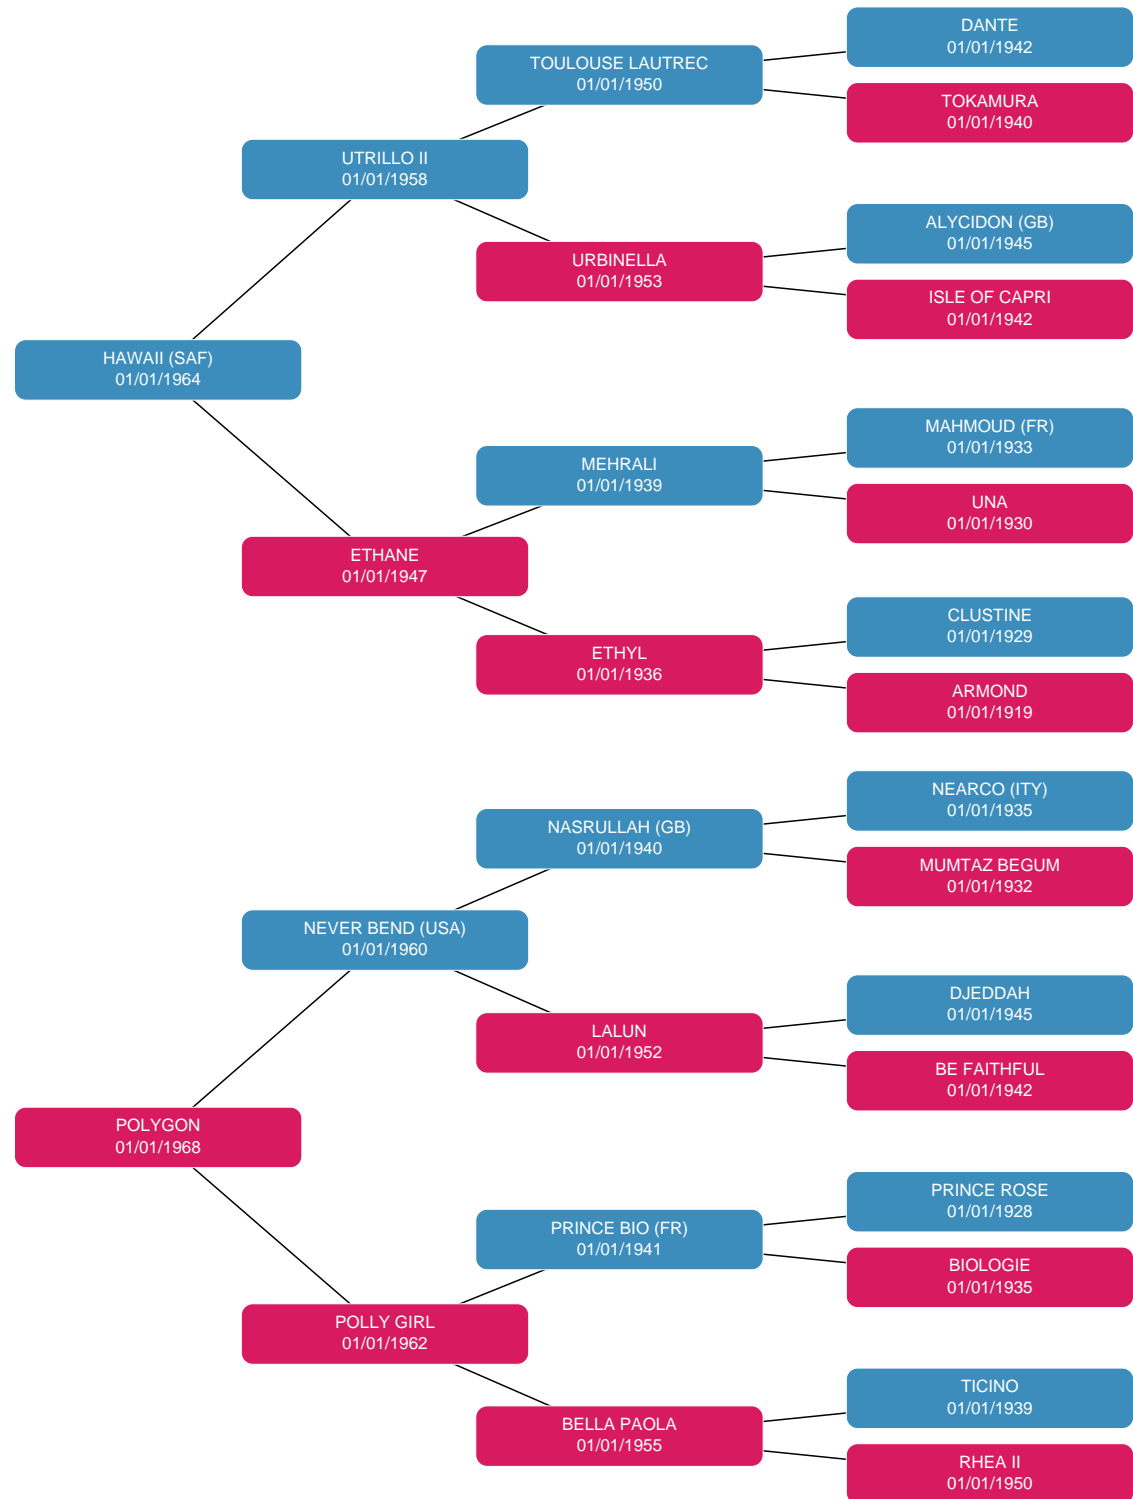 DANTE
01/01/1942
TOULOUSE LAUTREC
01/01/1950
TOKAMURA
01/01/1940
UTRILLO II
01/01/1958
ALYCIDON (GB)
01/01/1945
URBINELLA
01/01/1953
ISLE OF CAPRI
01/01/1942
HAWAII (SAF)
01/01/1964
MAHMOUD (FR)
01/01/1933
MEHRALI
01/01/1939
UNA
01/01/1930
ETHANE
01/01/1947
CLUSTINE
01/01/1929
ETHYL
01/01/1936
ARMOND
01/01/1919
NEARCO (ITY)
01/01/1935
NASRULLAH (GB)
01/01/1940
MUMTAZ BEGUM
01/01/1932
NEVER BEND (USA)
01/01/1960
DJEDDAH
01/01/1945
LALUN
01/01/1952
BE FAITHFUL
01/01/1942
POLYGON
01/01/1968
PRINCE ROSE
01/01/1928
PRINCE BIO (FR)
01/01/1941
BIOLOGIE
01/01/1935
POLLY GIRL
01/01/1962
TICINO
01/01/1939
BELLA PAOLA
01/01/1955
RHEA II
01/01/1950